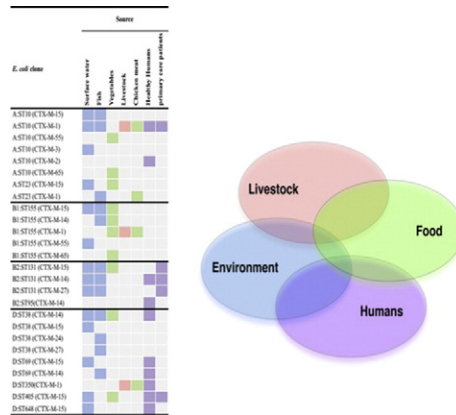 Source
E. coli clone
Surface water
Fish
Vegetables
Livestock
Chicken meat
Healthy Humans
primary care patients
A:ST10 (CTX-M-15)
A:ST10 (CTX-M-1)
A:ST10 (CTX-M-55)
A:ST10 (CTX-M-3)
A:ST10 (CTX-M-2)
A:ST10 (CTX-M-65)
A:ST23 (CTX-M-15)
A:ST23 (CTX-M-1)
B1:ST155 (CTX-M-15)
B1:ST155 (CTX-M-14)
B1:ST155 (CTX-M-1)
B1:ST155 (CTX-M-55)
B1:ST155 (CTX-M-65)
B2:ST131 (CTX-M-15)
B2:ST131 (CTX-M-14)
B2:ST131 (CTX-M-27)
B2:ST95(CTX-M-14)
D:ST38 (CTX-M-14)
D:ST38 (CTX-M-15)
D:ST38 (CTX-M-24)
D:ST38 (CTX-M-27)
D:ST69 (CTX-M-15)
D:ST69 (CTX-M-14)
D:ST350(CTX-M-1)
D:ST405 (CTX-M-15)
D:ST648 (CTX-M-15)
Livestock
Food
Environment
Humans